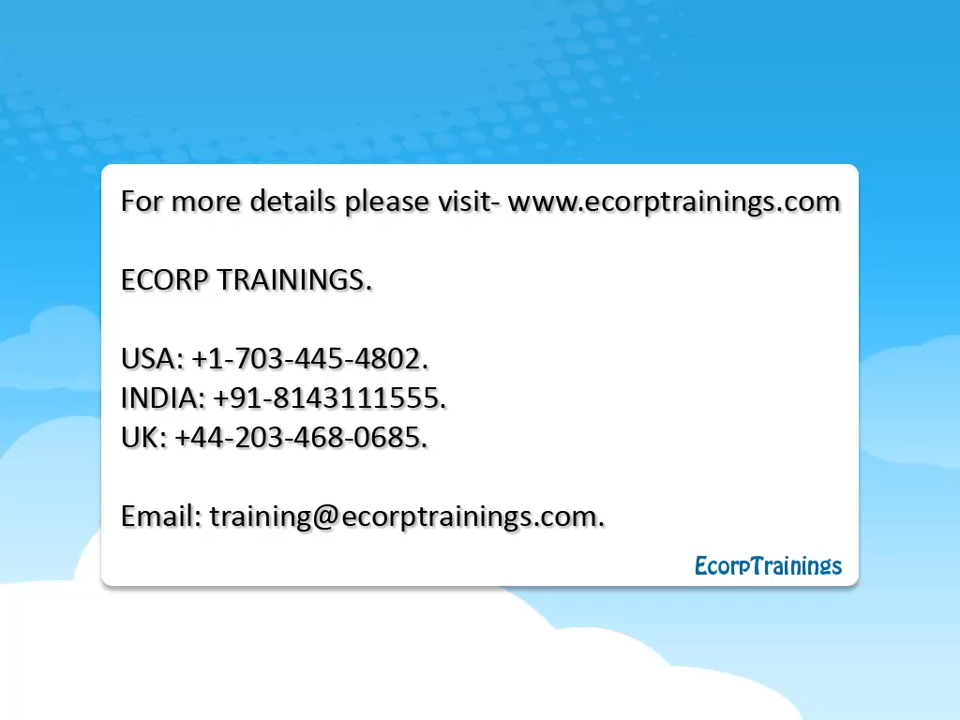 For more details please visit- www.ecorptrainings.com
ECORP TRAININGS.
USA: +1-703-445-4802.
INDIA: +91-8143111555.
UK: +44-203-468-0685.
Email: training@ecorptrainings.com.
EcorpTrainings